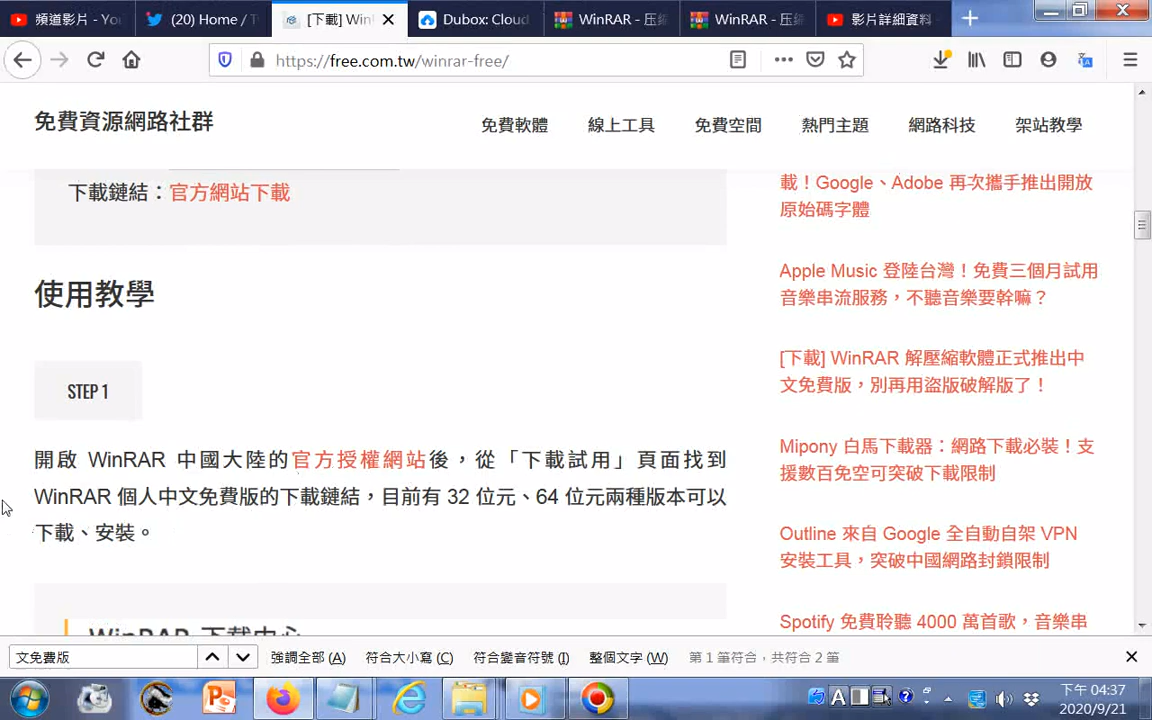 頻道影片 - Yo
(20) Home / T
[下載] Win
Dubox: Cloud
WinRAR - 压缩
WinRAR - 压缩
影片詳細資料
https://free.com.tw/winrar-free/
免費資源網路社群
免費軟體
線上工具
免費空間
熱門主題
網路科技
架站教學
下載鏈結：官方網站下載
使用教學
STEP 1
開啟 WinRAR 中國大陸的官方授權網站後，從「下載試用」頁面找到
WinRAR 個人中文免費版的下載鏈結，目前有 32 位元、64 位元兩種版本可以
下載、安裝。
WinRAR 下載中心
載！Google、Adobe 再次攜手推出開放
原始碼字體
Apple Music 登陸台灣！免費三個月試用
音樂串流服務，不聽音樂要幹嘛？
[下載] WinRAR 解壓縮軟體正式推出中
文免費版，別再用盜版破解版了！
Mipony 白馬下載器：網路下載必裝！支
援數百免空可突破下載限制
Outline 來自 Google 全自動自架 VPN
安裝工具，突破中國網路封鎖限制
Spotify 免費聆聽 4000 萬首歌，音樂串
文免費版
強調全部 (A)
符合大小寫 (C)
符合變音符號 (I)
整個文字 (W)
第 1 筆符合，共符合 2 筆
A
下午 04:37
2020/9/21